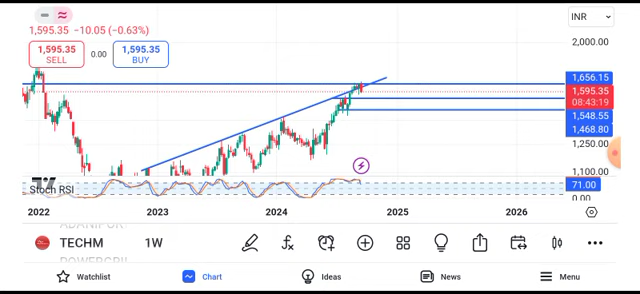 1,595.35 −10.05 (−0.63%)
INR
1,595.35
SELL
0.00
1,595.35
BUY
2,000.00
1,656.15
1,595.35
08:43:19
1,548.55
1,468.80
1,250.00
1,100.00
Stoch RSI
71.00
0.00
2022 2023 2024 2025 2026
ADANIPOR
TECHM 1W
POWERGRI
Watchlist Chart Ideas News Menu